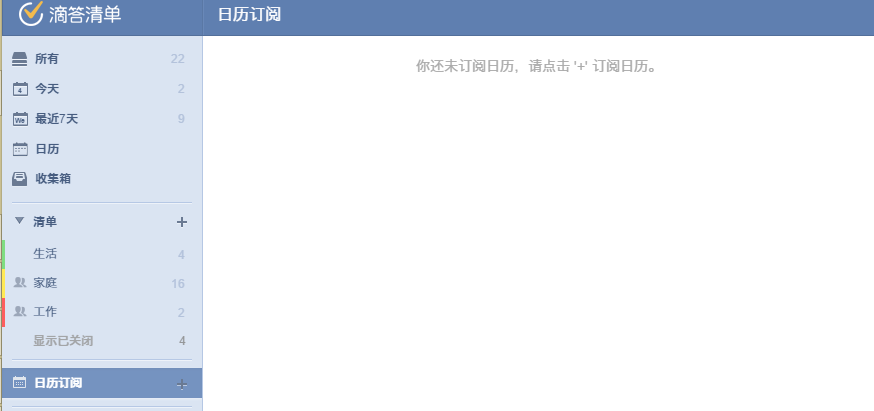 滴答清单
日历订阅
所有 22
4 今天 2
We 最近7天 9
日历
收集箱
清单 +
生活 4
家庭 16
工作 2
显示已关闭 4
日历订阅 +
你还未订阅日历，请点击 '+' 订阅日历。